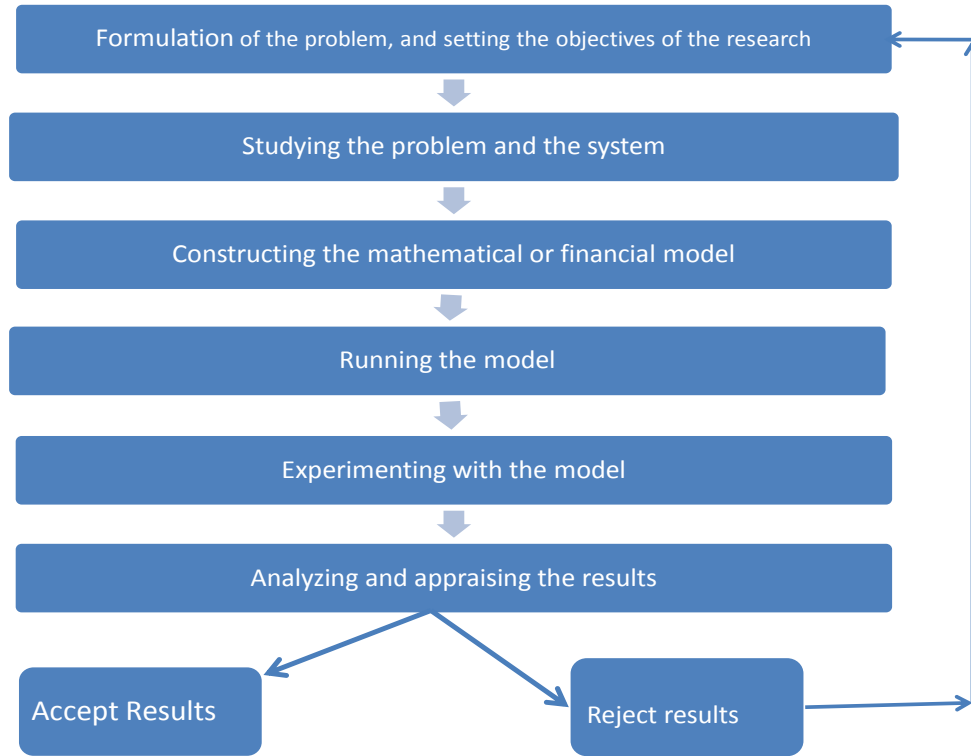 Formulation of the problem, and setting the objectives of the research
Studying the problem and the system
Constructing the mathematical or financial model
Running the model
Experimenting with the model
Analyzing and appraising the results
Accept Results
Reject results